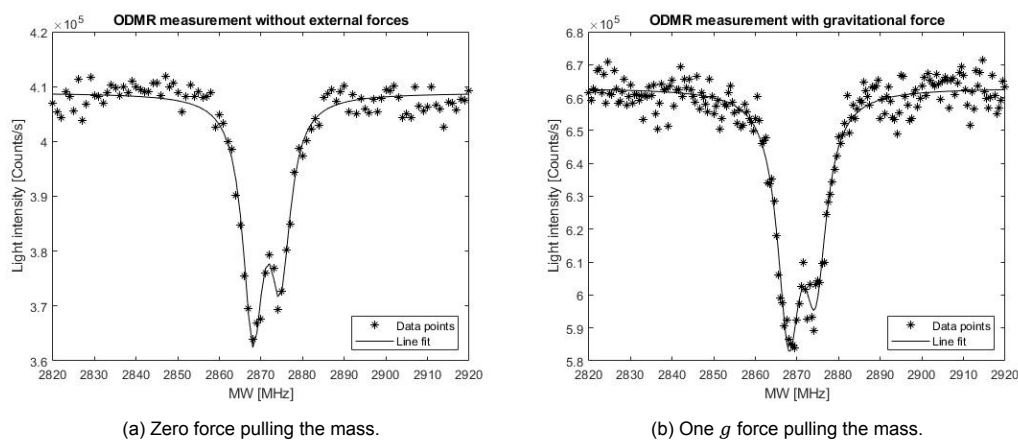 ODMR measurement without external forces
×10⁵
4.2
4.1
4
3.9
3.8
3.7
3.6
Light intensity [Counts/s]
2820 2830 2840 2850 2860 2870 2880 2890 2900 2910 2920
MW [MHz]
Data points
Line fit
(a) Zero force pulling the mass.
ODMR measurement with gravitational force
×10⁵
6.8
6.7
6.6
6.5
6.4
6.3
6.2
6.1
6
5.9
5.8
Light intensity [Counts/s]
2820 2830 2840 2850 2860 2870 2880 2890 2900 2910 2920
MW [MHz]
Data points
Line fit
(b) One g force pulling the mass.